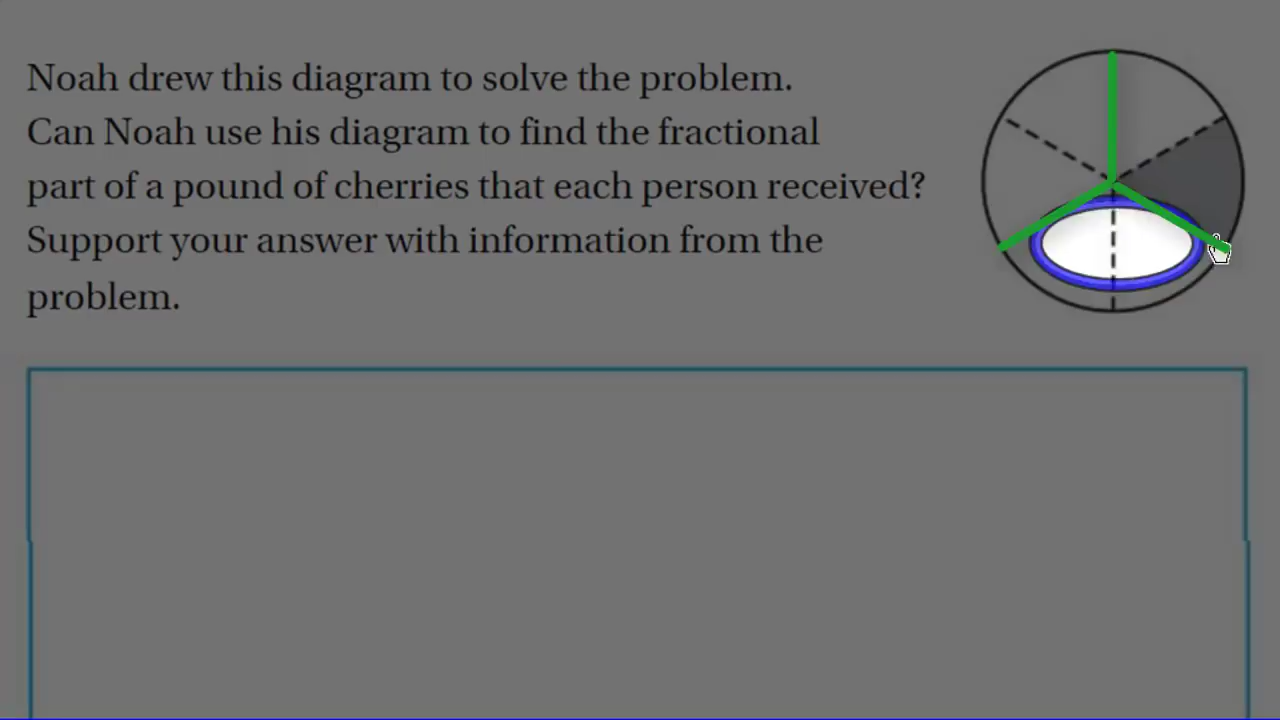 Noah drew this diagram to solve the problem.
Can Noah use his diagram to find the fractional
part of a pound of cherries that each person received?
Support your answer with information from the
problem.